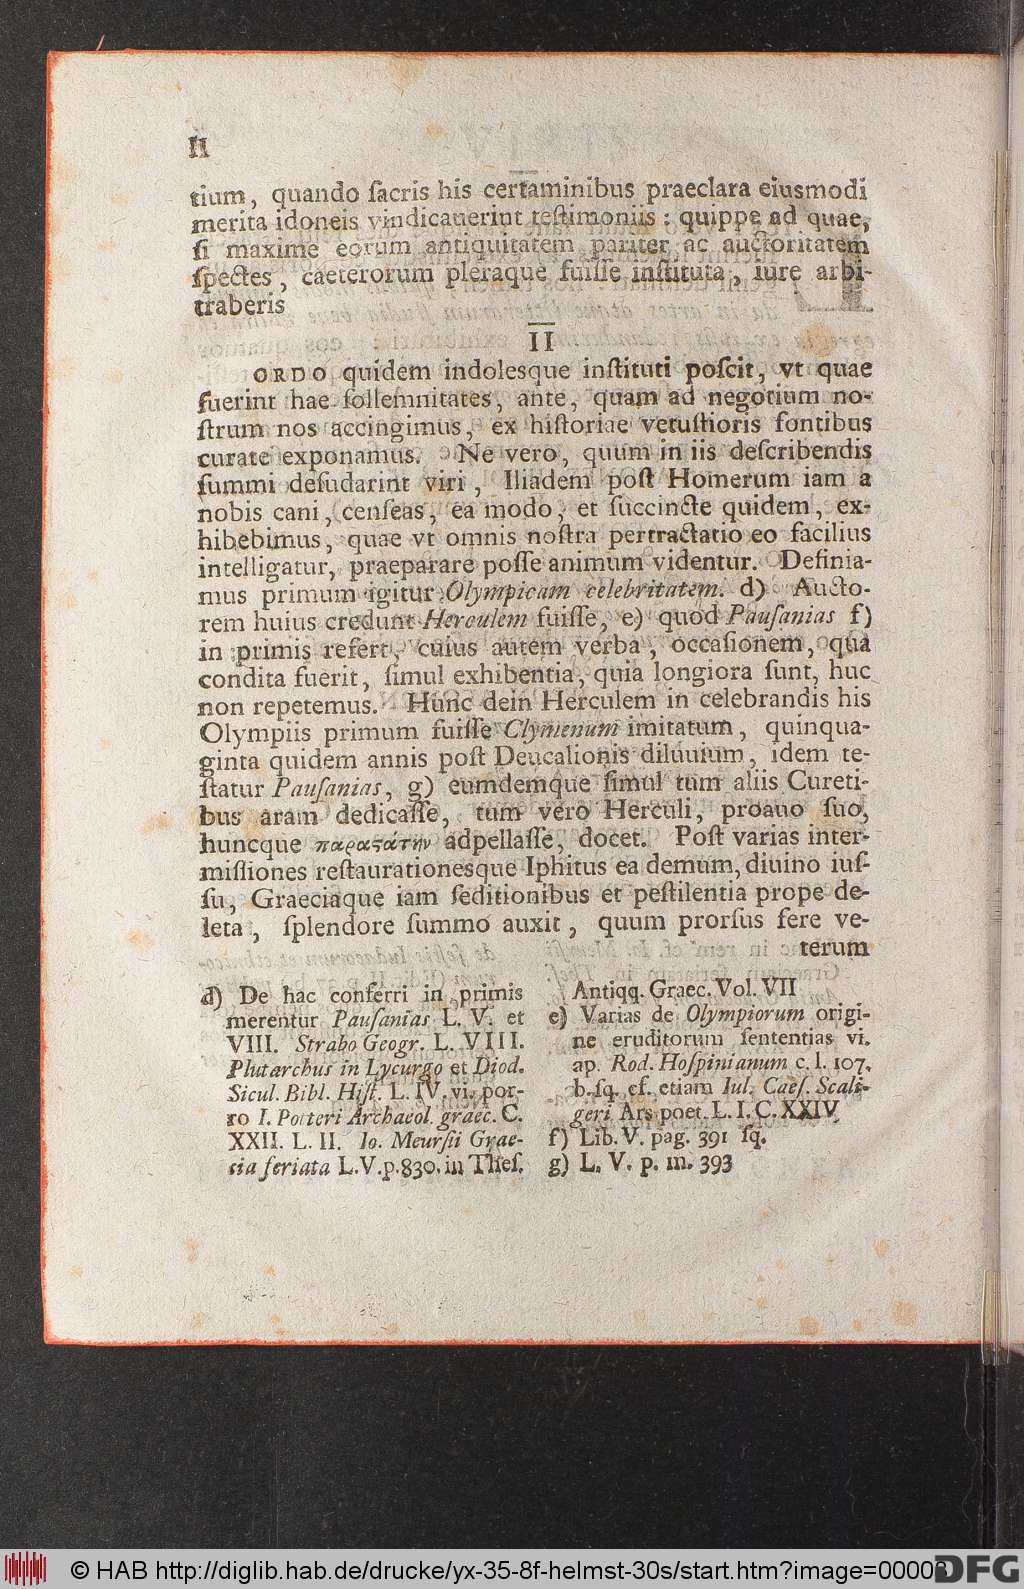 II
tium, quando ſacris his certaminibus praeclara eiusmodi
merita idoneis vindicauerint teſtimoniis: quippe ad quae,
ſi maxime eorum antiquitatem pariter ac auctoritatem
ſpectes, caeterorum pleraque fuiſſe inſtituta, iure arbi-
traberis
II
ORDO quidem indolesque inſtituti poſcit, vt quae
fuerint hae ſollemnitates, ante, quam ad negotium no-
ſtrum nos accingimus, ex hiſtoriae vetuſtioris fontibus
curate exponamus. Ne vero, quum in iis deſcribendis
ſummi deſudarint viri, Iliadem poſt Homerum iam a
nobis cani, cenſeas, ea modo, et ſuccincte quidem, ex-
hibebimus, quae vt omnis noſtra pertractatio eo facilius
intelligatur, praeparare poſſe animum videntur. Definia-
mus primum igitur Olympicam celebritatem. d) Aucto-
rem huius credunt Herculem fuiſſe, e) quod Pauſanias f)
in primis refert, cuius autem verba, occaſionem, qua
condita fuerit, ſimul exhibentia, quia longiora ſunt, huc
non repetemus. Hunc dein Herculem in celebrandis his
Olympiis primum fuiſſe Clymenum imitatum, quinqua-
ginta quidem annis poſt Deucalionis diluuium, idem te-
ſtatur Pauſanias, g) eumdemque ſimul tum aliis Cureti-
bus aram dedicaſſe, tum vero Herculi, proauo ſuo,
huncque παραϛάτην adpellaſſe, docet. Poſt varias inter-
miſſiones reſtaurationesque Iphitus ea demum, diuino iuſ-
ſu, Graeciaque iam ſeditionibus et peſtilentia prope de-
leta, ſplendore ſummo auxit, quum prorſus fere ve-
terum
d) De hac conferri in primis
merentur Pauſanias L. V. et
VIII. Strabo Geogr. L. VIII.
Plutarchus in Lycurgo et Diod.
Sicul. Bibl. Hiſt. L. IV. vi. por-
ro I. Potteri Archaeol. graec. C.
XXII. L. II. Io. Meurſii Grae-
cia feriata L. V. p. 830. in Theſ.
Antiqq. Graec. Vol. VII
e) Varias de Olympiorum origi-
ne eruditorum ſententias vi.
ap. Rod. Hoſpinianum c. l. 107.
b. ſq. cf. etiam Iul. Caeſ. Scali-
geri Ars poet. L. I. C. XXIV.
f) Lib. V. pag. 391 ſq.
g) L. V. p. m. 393
© HAB http://diglib.hab.de/drucke/yx-35-8f-helmst-30s/start.htm?image=00008
DFG